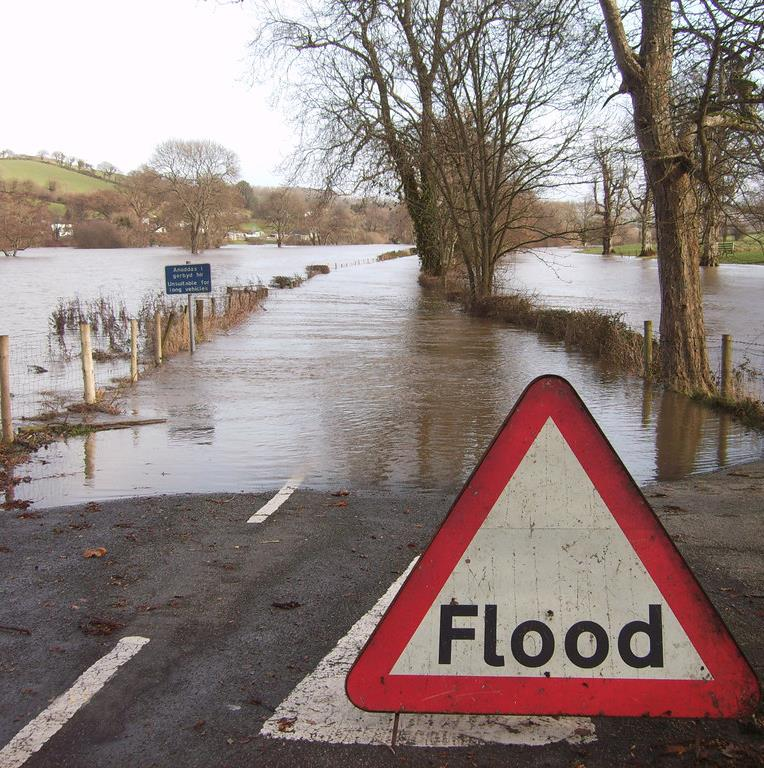 Anaddas i
gerbyd hir
Unsuitable for
long vehicles
Flood